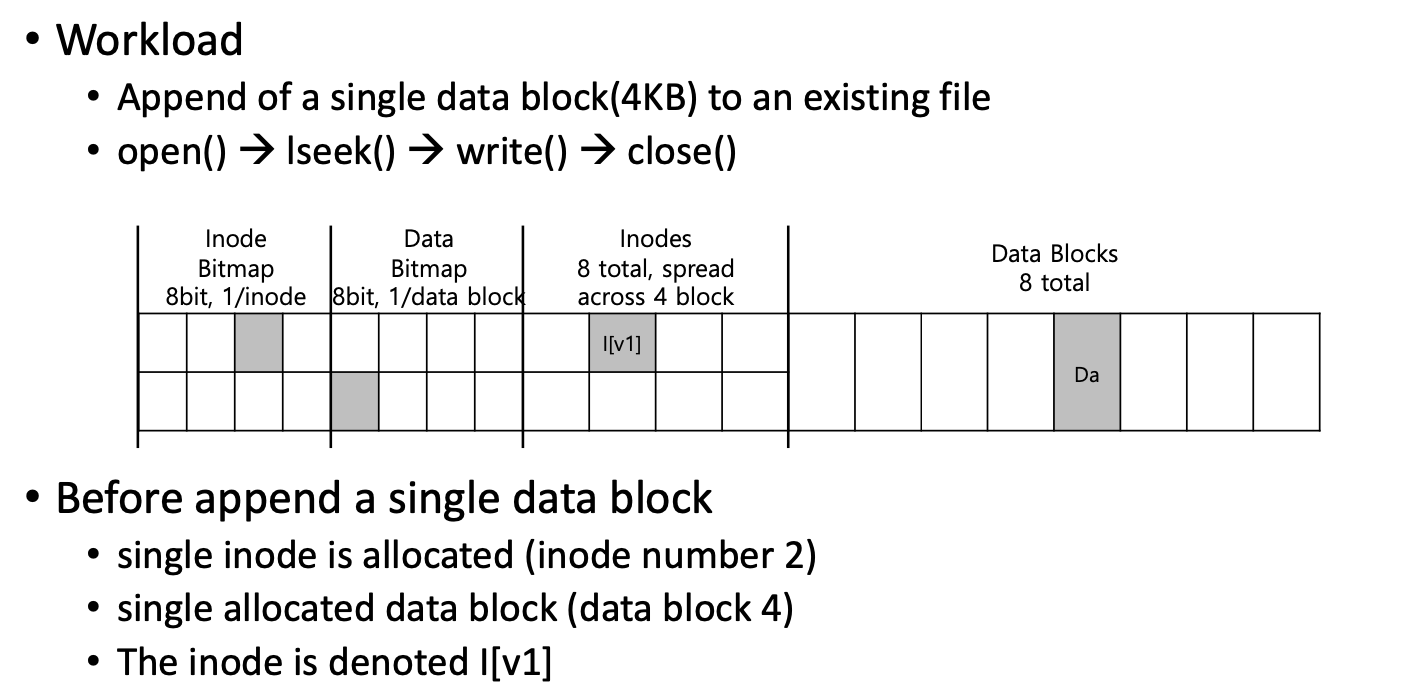 • Workload
• Append of a single data block(4KB) to an existing file
• open() → lseek() → write() → close()
Inode
Bitmap
8bit, 1/inode
Data
Bitmap
8bit, 1/data block
Inodes
8 total, spread
across 4 block
Data Blocks
8 total
I[v1]
Da
• Before append a single data block
• single inode is allocated (inode number 2)
• single allocated data block (data block 4)
• The inode is denoted I[v1]